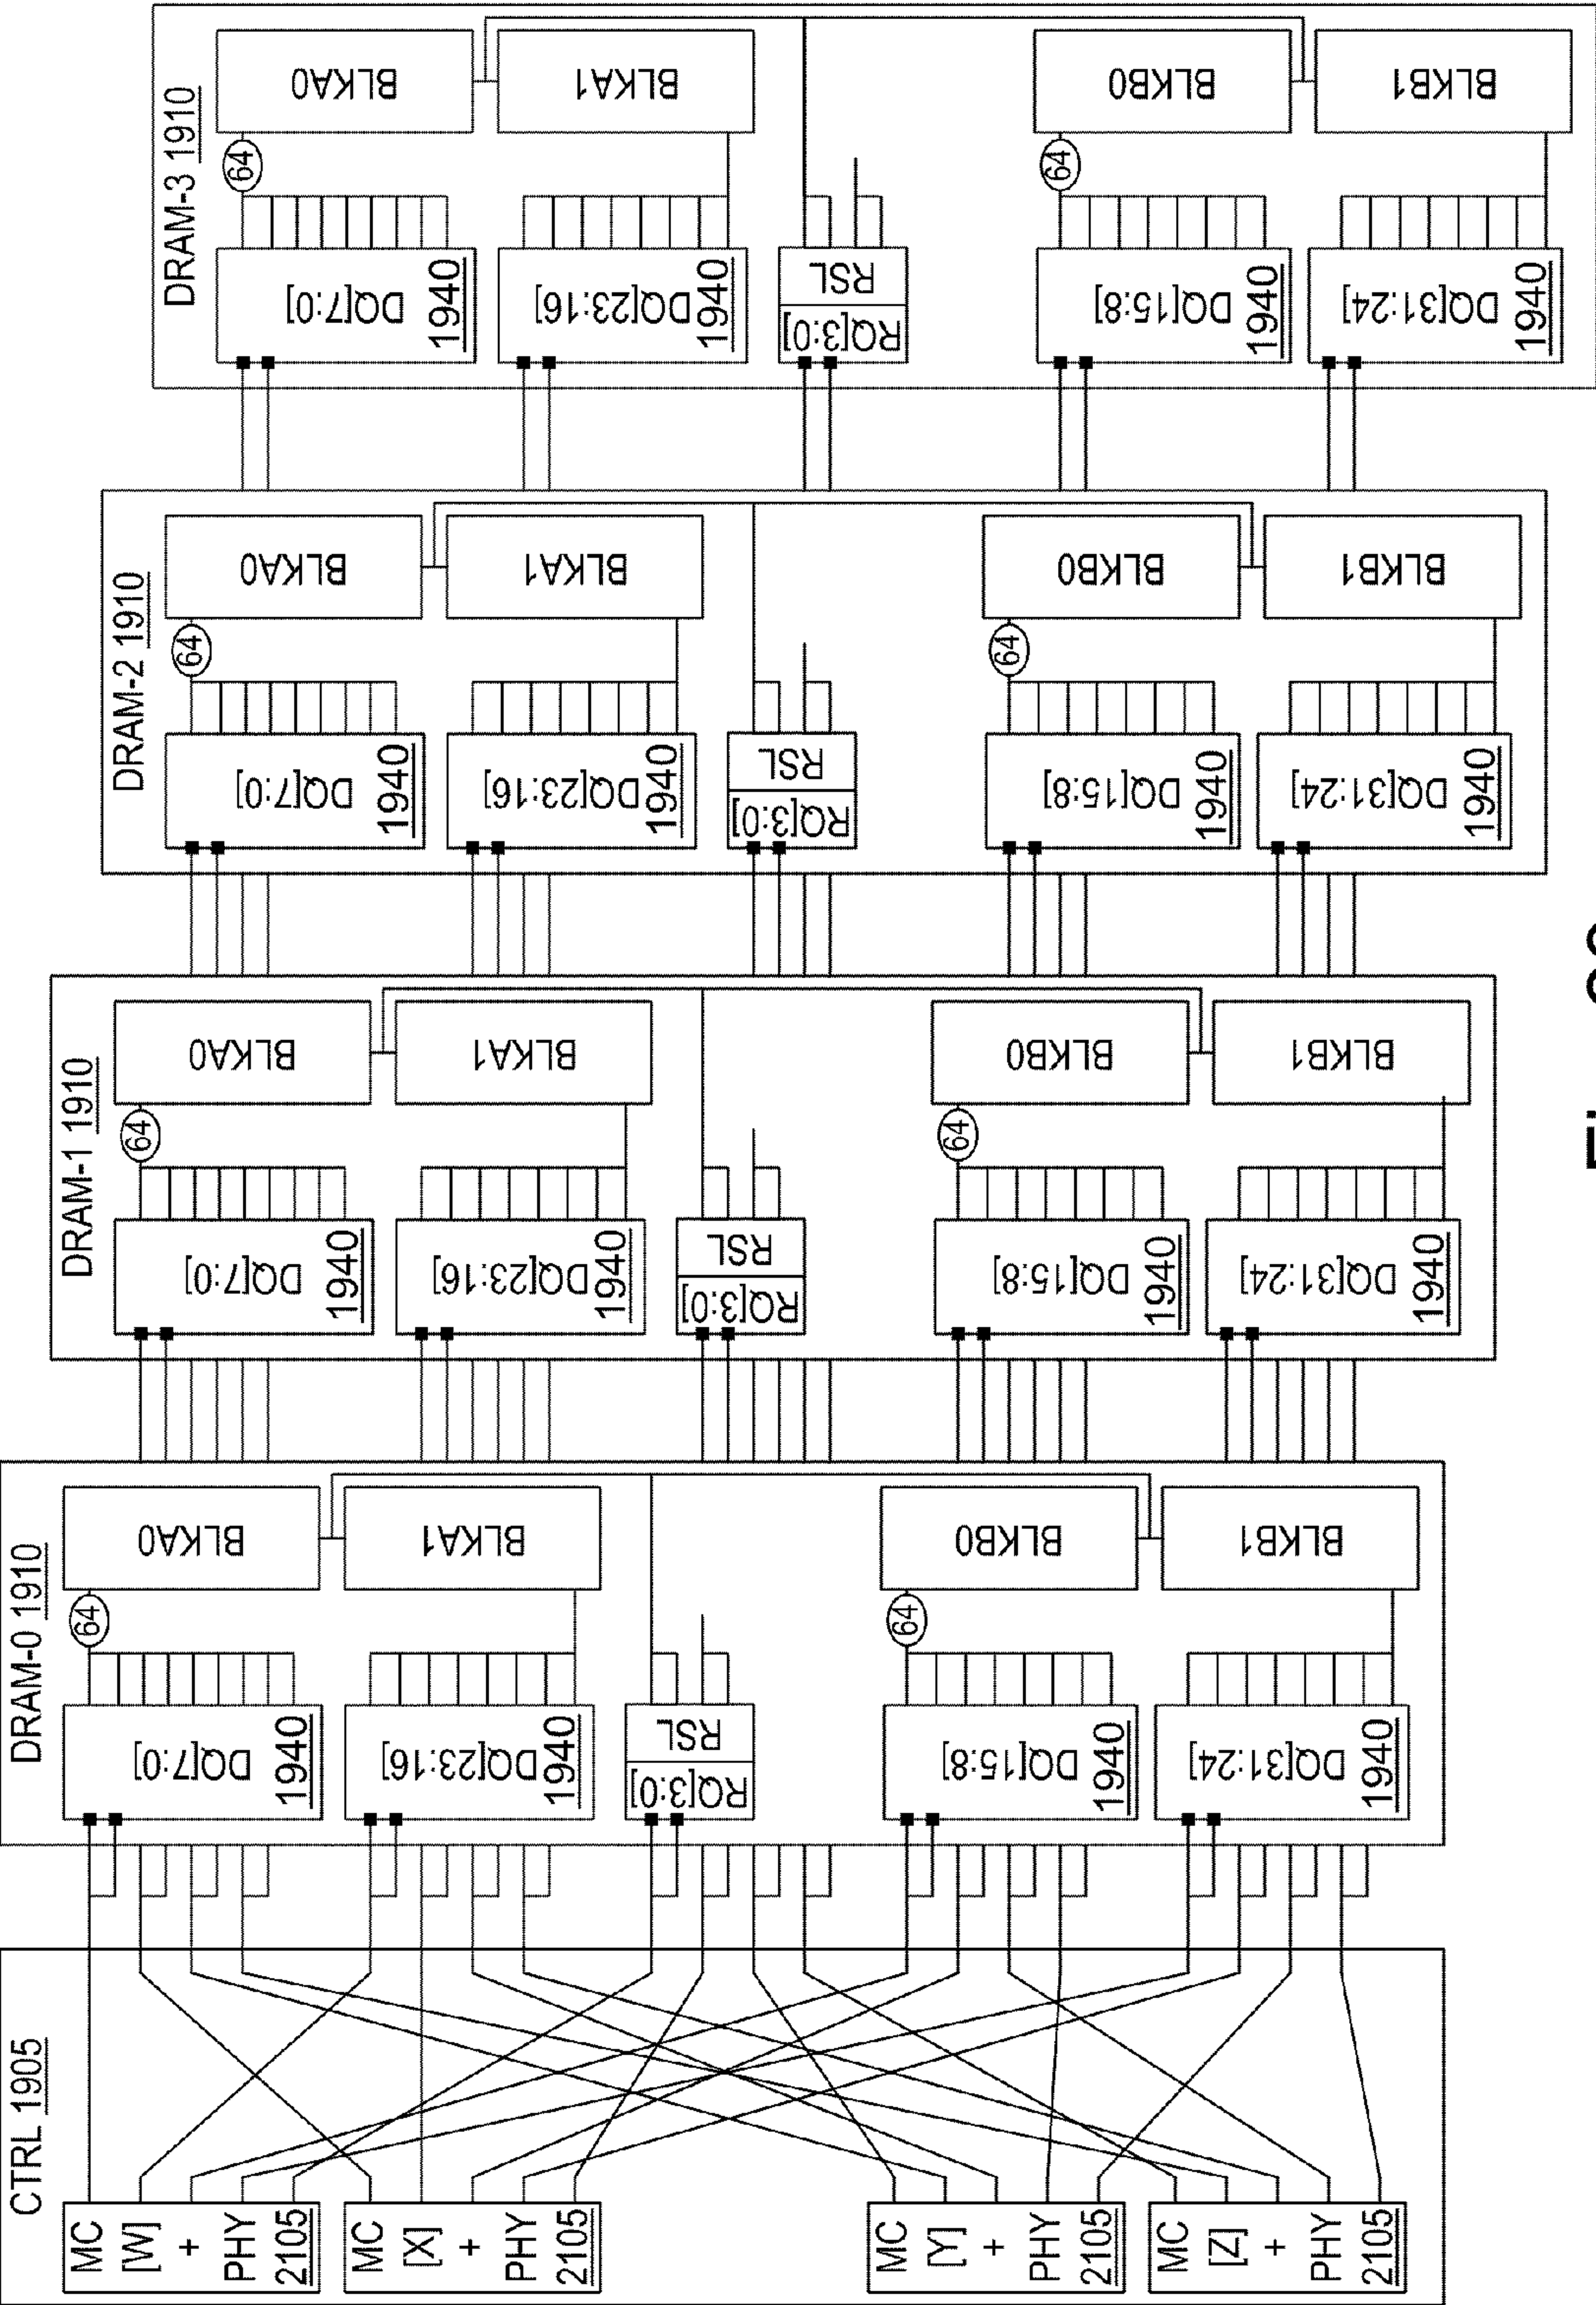 DRAM-3 1910
BLKA0
BLKA1
BLKB0
BLKB1
64
64
DQ[7:0]
1940
DQ[23:16]
1940
RSL
RQ[3:0]
DQ[15:8]
1940
DQ[31:24]
1940
DRAM-2 1910
BLKA0
BLKA1
BLKB0
BLKB1
64
64
DQ[7:0]
1940
DQ[23:16]
1940
RSL
RQ[3:0]
DQ[15:8]
1940
DQ[31:24]
1940
DRAM-1 1910
BLKA0
BLKA1
BLKB0
BLKB1
64
64
DQ[7:0]
1940
DQ[23:16]
1940
RSL
RQ[3:0]
DQ[15:8]
1940
DQ[31:24]
1940
DRAM-0 1910
BLKA0
BLKA1
BLKB0
BLKB1
64
64
DQ[7:0]
1940
DQ[23:16]
1940
RSL
RQ[3:0]
DQ[15:8]
1940
DQ[31:24]
1940
CTRL 1905
MC
[W]
+
PHY
2105
MC
[X]
+
PHY
2105
MC
[Y]
+
PHY
2105
MC
[Z]
+
PHY
2105